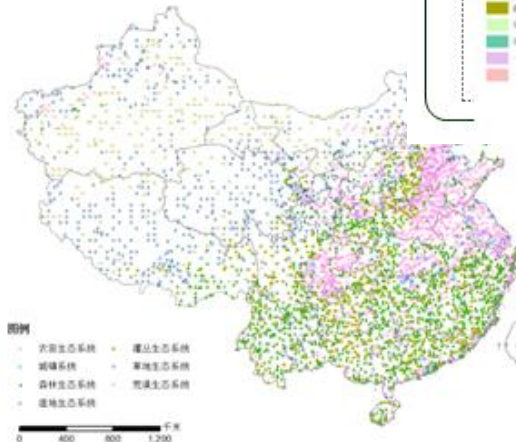 图例
农田生态系统 灌丛生态系统
城镇系统 草地生态系统
森林生态系统 荒漠生态系统
湿地生态系统
千米
0 400 800 1,200